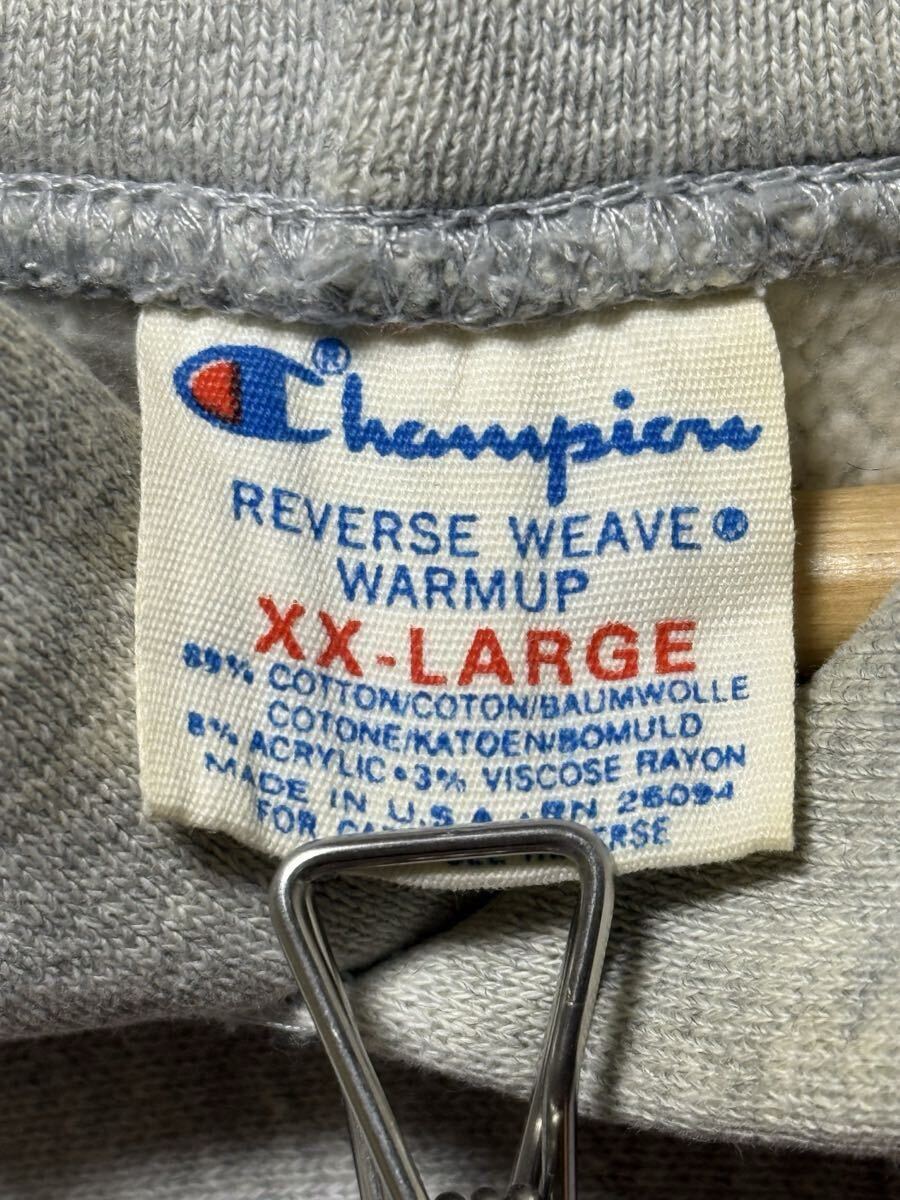 Champion®
REVERSE WEAVE®
WARMUP
XX-LARGE
89% COTTON/COTON/BAUMWOLLE
COTONE/KATOEN/BOMULD
8% ACRYLIC • 3% VISCOSE RAYON
MADE IN U.S.A. • RN 26094
FOR